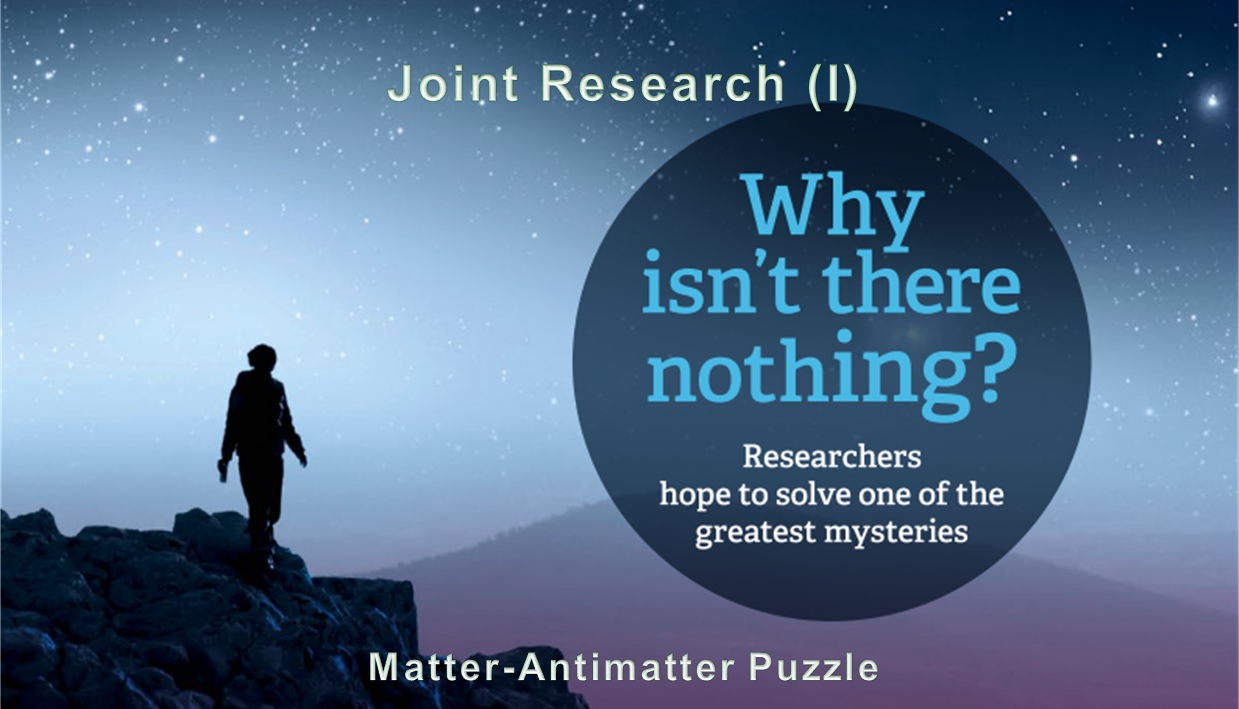 Joint Research (I)
Why
isn't there
nothing?
Researchers
hope to solve one of the
greatest mysteries
Matter-Antimatter Puzzle